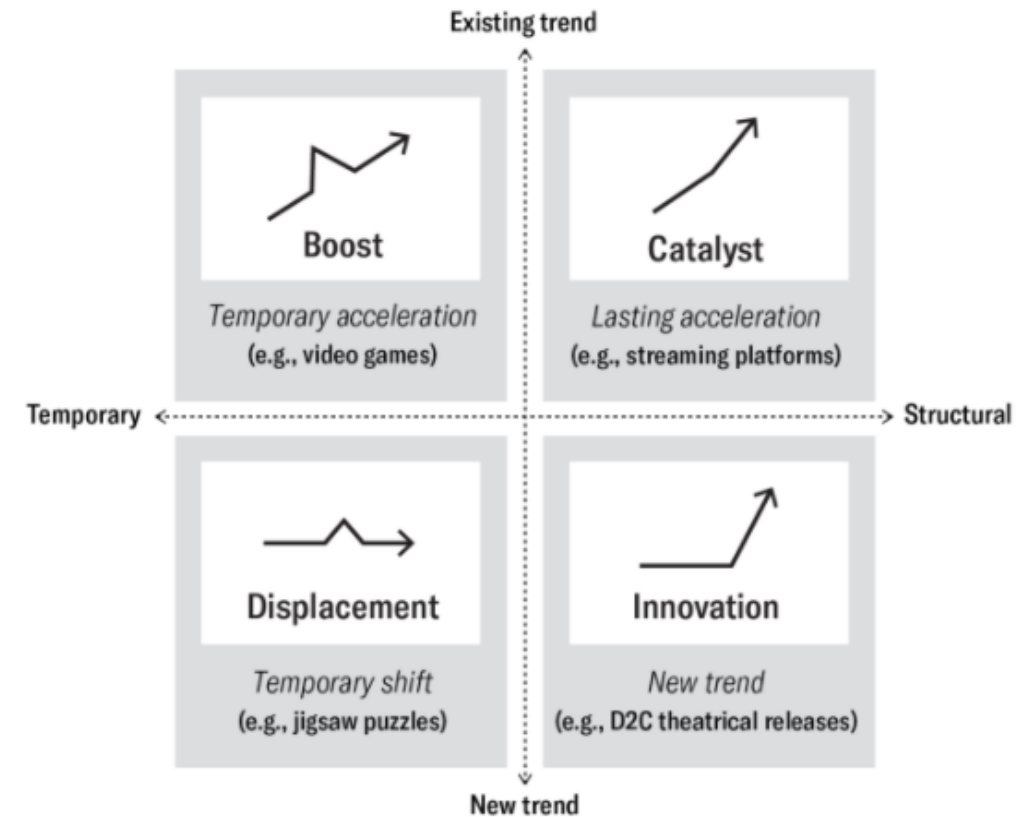 Existing trend
Boost
Temporary acceleration
(e.g., video games)
Catalyst
Lasting acceleration
(e.g., streaming platforms)
Temporary
Structural
Displacement
Temporary shift
(e.g., jigsaw puzzles)
Innovation
New trend
(e.g., D2C theatrical releases)
New trend